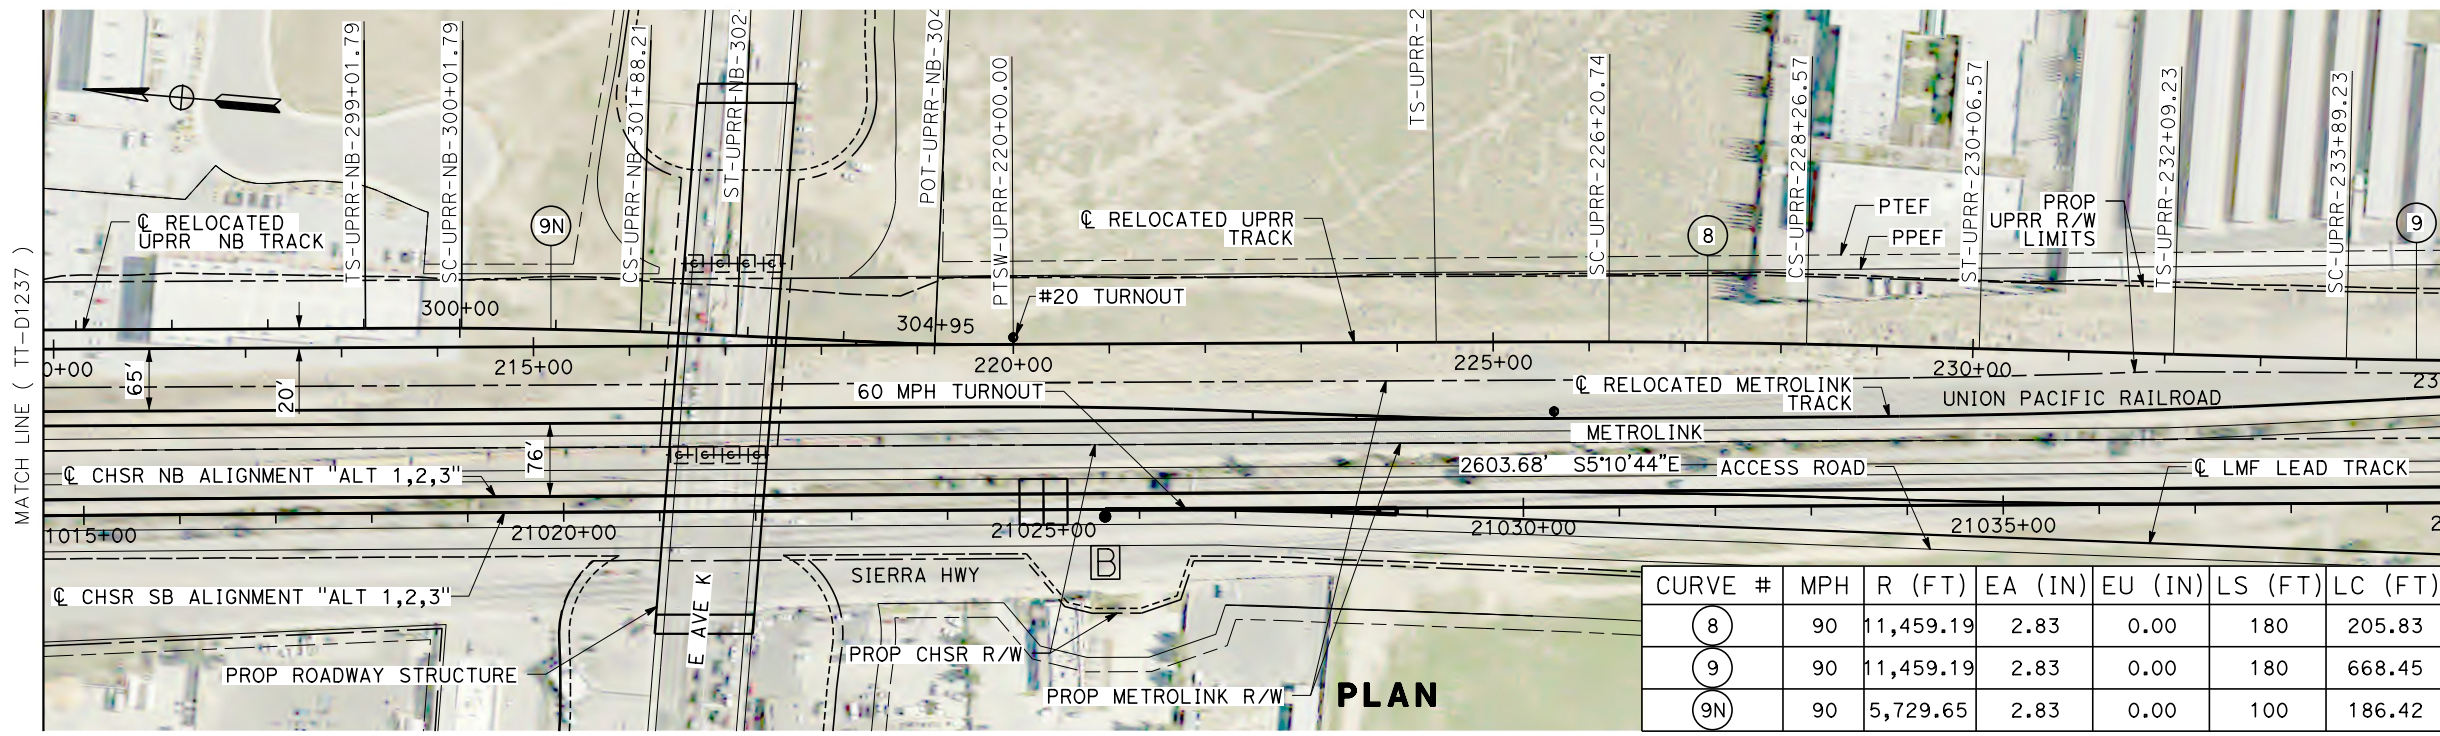 MATCH LINE ( TT-D1237 )
TS-UPRR-NB-299+01.79
SC-UPRR-NB-300+01.79
9N
CS-UPRR-NB-301+88.21
ST-UPRR-NB-302
POT-UPRR-NB-304
PTSW-UPRR-220+00.00
TS-UPRR-2
SC-UPRR-226+20.74
8
CS-UPRR-228+26.57
ST-UPRR-230+06.57
TS-UPRR-232+09.23
SC-UPRR-233+89.23
9
℄ RELOCATED
UPRR NB TRACK
℄ RELOCATED UPRR
TRACK
PTEF
PPEF
PROP
UPRR R/W
LIMITS
#20 TURNOUT
300+00
304+95
0+00
215+00
220+00
225+00
230+00
23
65'
20'
76'
60 MPH TURNOUT
℄ RELOCATED METROLINK
TRACK
UNION PACIFIC RAILROAD
METROLINK
2603.68' S5°10'44"E
ACCESS ROAD
℄ LMF LEAD TRACK
℄ CHSR NB ALIGNMENT "ALT 1,2,3"
1015+00
21020+00
21025+00
21030+00
21035+00
2
B
SIERRA HWY
℄ CHSR SB ALIGNMENT "ALT 1,2,3"
E AVE K
PROP ROADWAY STRUCTURE
PROP CHSR R/W
PROP METROLINK R/W
PLAN
CURVE # MPH R (FT) EA (IN) EU (IN) LS (FT) LC (FT)
8 90 11,459.19 2.83 0.00 180 205.83
9 90 11,459.19 2.83 0.00 180 668.45
9N 90 5,729.65 2.83 0.00 100 186.42